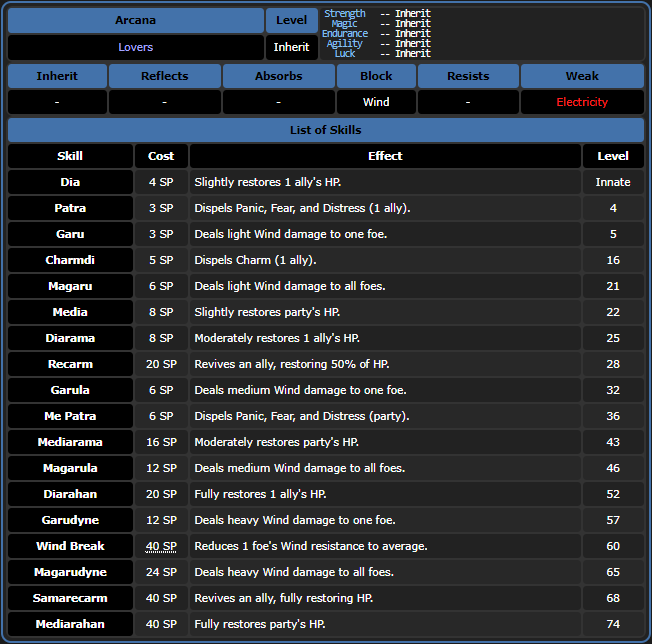 Arcana Level
Lovers Inherit
Strength -- Inherit
Magic -- Inherit
Endurance -- Inherit
Agility -- Inherit
Luck -- Inherit
Inherit Reflects Absorbs Block Resists Weak
- - - Wind - Electricity
List of Skills
Skill Cost Effect Level
Dia 4 SP Slightly restores 1 ally's HP. Innate
Patra 3 SP Dispels Panic, Fear, and Distress (1 ally). 4
Garu 3 SP Deals light Wind damage to one foe. 5
Charmdi 5 SP Dispels Charm (1 ally). 16
Magaru 6 SP Deals light Wind damage to all foes. 21
Media 8 SP Slightly restores party's HP. 22
Diarama 8 SP Moderately restores 1 ally's HP. 25
Recarm 20 SP Revives an ally, restoring 50% of HP. 28
Garula 6 SP Deals medium Wind damage to one foe. 32
Me Patra 6 SP Dispels Panic, Fear, and Distress (party). 36
Mediarama 16 SP Moderately restores party's HP. 43
Magarula 12 SP Deals medium Wind damage to all foes. 46
Diarahan 20 SP Fully restores 1 ally's HP. 52
Garudyne 12 SP Deals heavy Wind damage to one foe. 57
Wind Break 40 SP Reduces 1 foe's Wind resistance to average. 60
Magarudyne 24 SP Deals heavy Wind damage to all foes. 65
Samarecarm 40 SP Revives an ally, fully restoring HP. 68
Mediarahan 40 SP Fully restores party's HP. 74